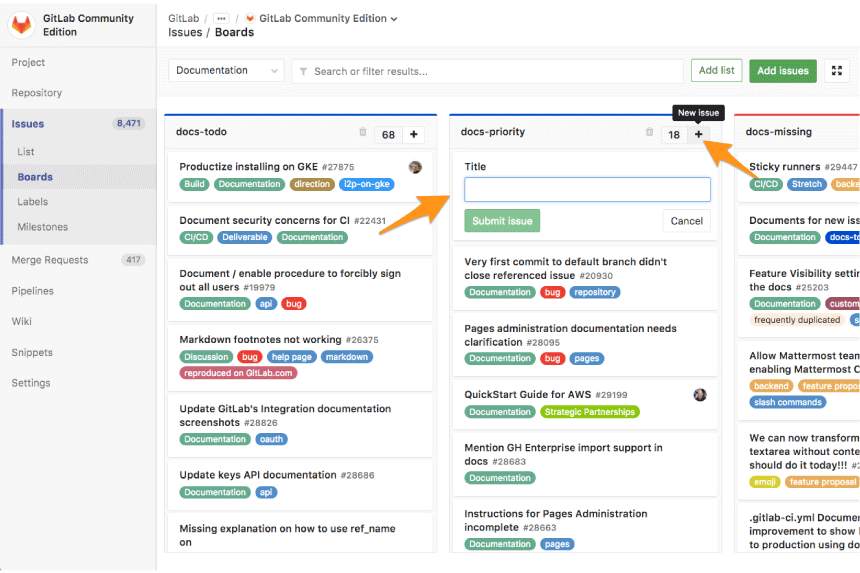 GitLab Community
Edition
Project
Repository
Issues 8,471
List
Boards
Labels
Milestones
Merge Requests 417
Pipelines
Wiki
Snippets
Settings
GitLab / ... / GitLab Community Edition
Issues / Boards
Documentation
Search or filter results...
Add list
Add issues
docs-todo 68 +
Productize installing on GKE #27875
Build Documentation direction i2p-on-gke
Document security concerns for CI #22431
CI/CD Deliverable Documentation
Document / enable procedure to forcibly sign
out all users #19979
Documentation api bug
Markdown footnotes not working #26375
Discussion bug help page markdown
reproduced on GitLab.com
Update GitLab's Integration documentation
screenshots #28826
Documentation oauth
Update keys API documentation #28686
Documentation api
Missing explanation on how to use ref_name
on
New issue
docs-priority 18 +
Title
Submit issue Cancel
Very first commit to default branch didn't
close referenced issue #20930
Documentation bug repository
Pages administration documentation needs
clarification #28095
Documentation bug pages
QuickStart Guide for AWS #29199
Documentation Strategic Partnerships
Mention GH Enterprise import support in
docs #28683
Documentation
Instructions for Pages Administration
incomplete #28663
Documentation pages
docs-missing
Sticky runners #29447
CI/CD Stretch backe
Documents for new iss
Documentation docs-to
Feature Visibility setti
the docs #25203
Documentation custom
frequently duplicated s
Allow Mattermost team
enabling Mattermost C
backend feature propos
slash commands
We can now transform
textarea without conte
should do it today!!! #2
emoji feature proposal
.gitlab-ci.yml Docume
improvement to show l
to production using do